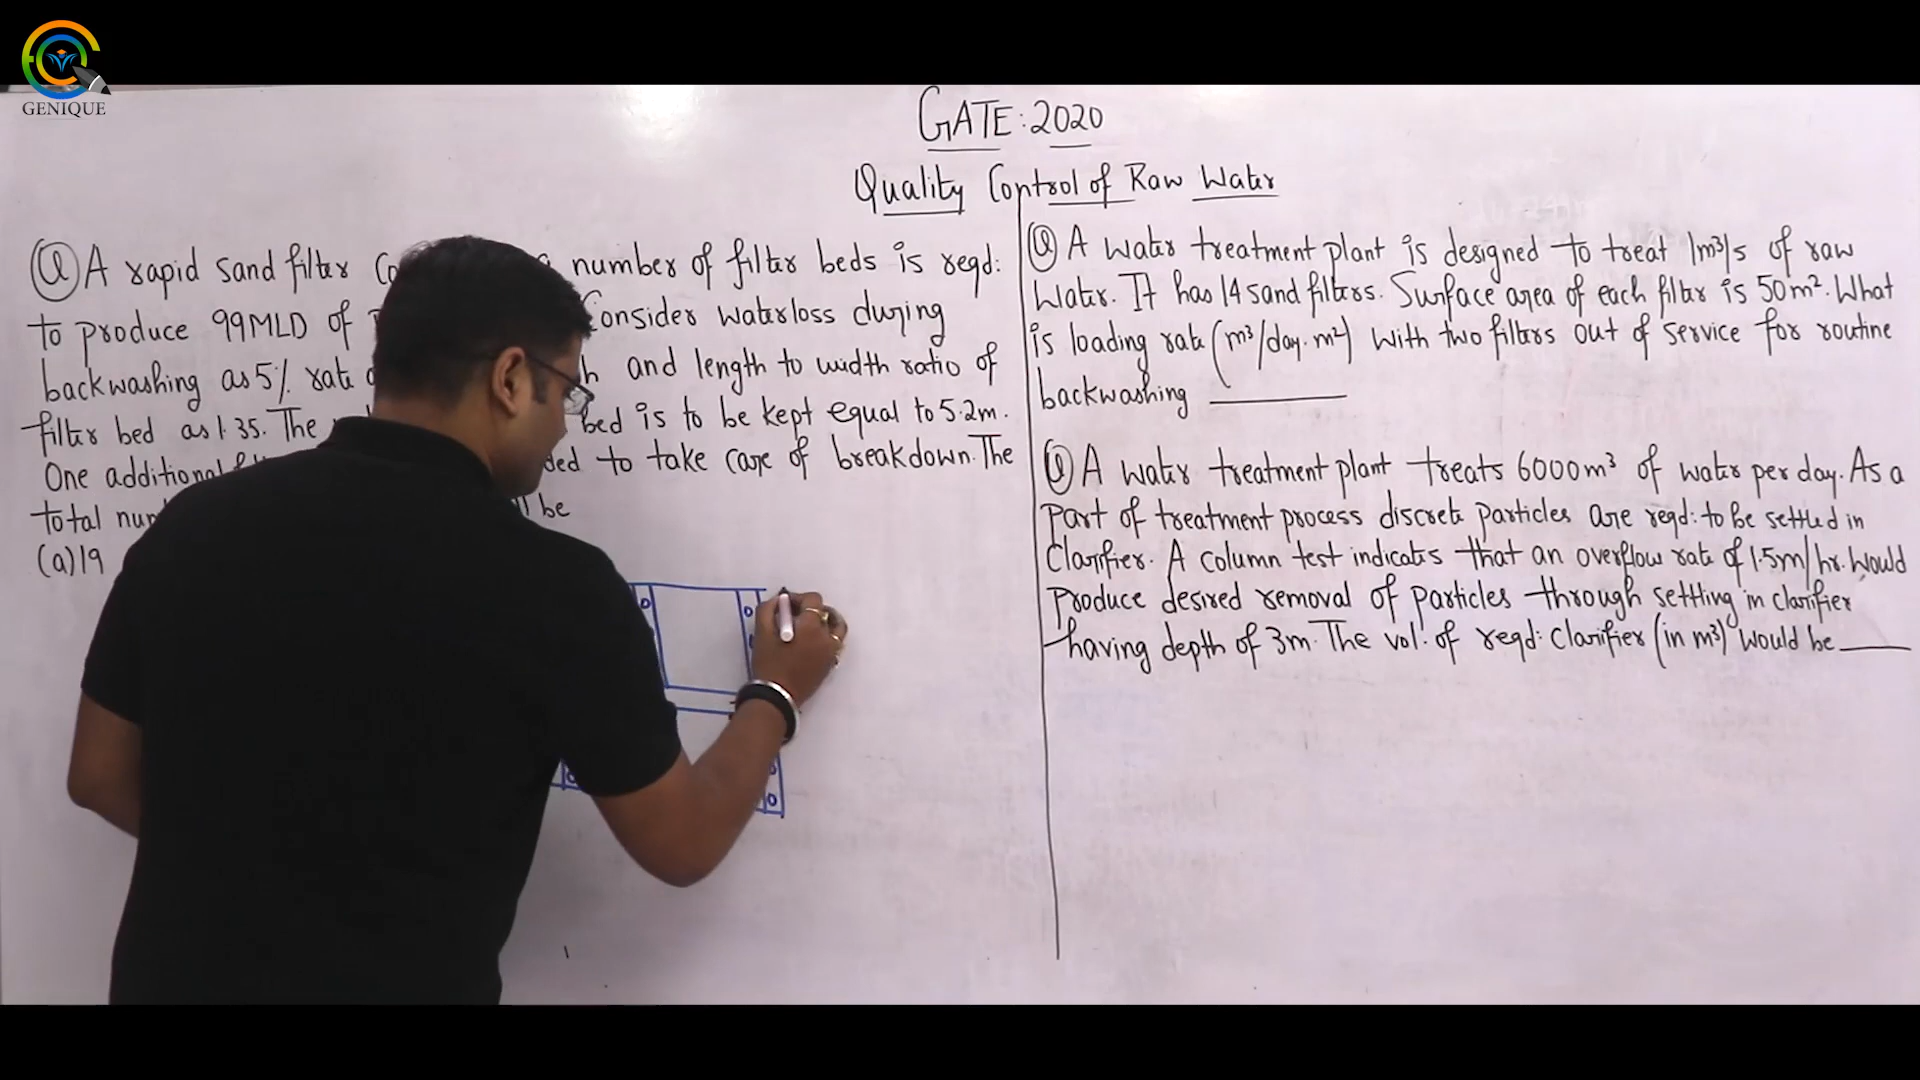 GENIQUE
GATE: 2020
Quality Control of Raw Water
Q A rapid sand filter number of filter beds is reqd:
to produce 99MLD of Consider waterloss during
backwashing as 5% rate and length to width ratio of
filter bed as 1.35. The bed is to be kept equal to 5.2m.
One additional to take care of breakdown. The
total be
(a) 19
Q A water treatment plant is designed to treat 1m³/s of raw
Water. It has 14 sand filters. Surface area of each filter is 50m². What
is loading rate (m³/day.m²) with two filters out of service for routine
backwashing ______
Q A water treatment plant treats 6000m³ of water per day. As a
part of treatment process discrete particles are reqd: to be settled in
Clarifier. A column test indicates that an overflow rate of 1.5m/hr. would
produce desired removal of particles through settling in clarifier
having depth of 3m. The vol. of reqd: clarifier (in m³) would be ____